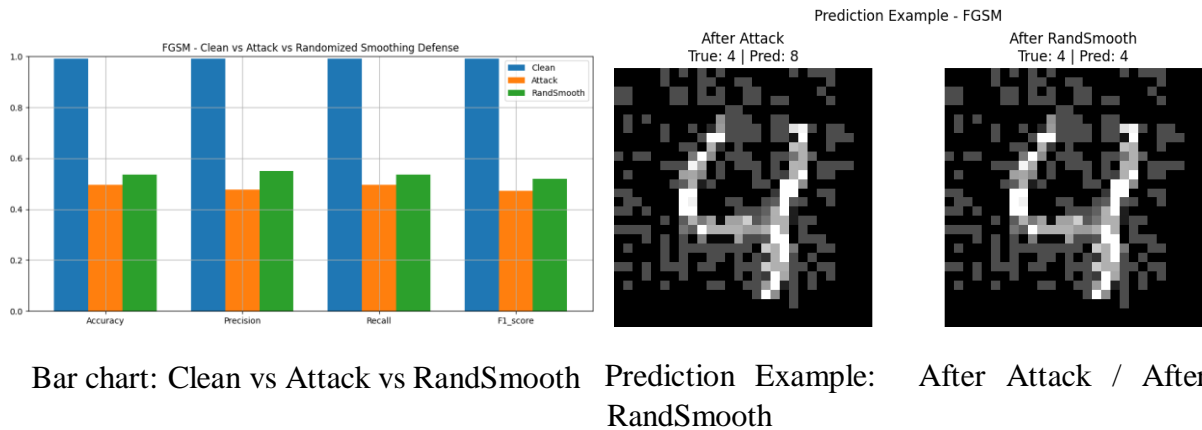 FGSM - Clean vs Attack vs Randomized Smoothing Defense
1.0
0.8
0.6
0.4
0.2
0.0
Clean
Attack
RandSmooth
Accuracy
Precision
Recall
F1_score
Prediction Example - FGSM
After Attack
True: 4 | Pred: 8
After RandSmooth
True: 4 | Pred: 4
Bar chart: Clean vs Attack vs RandSmooth
Prediction Example: After Attack / After
RandSmooth